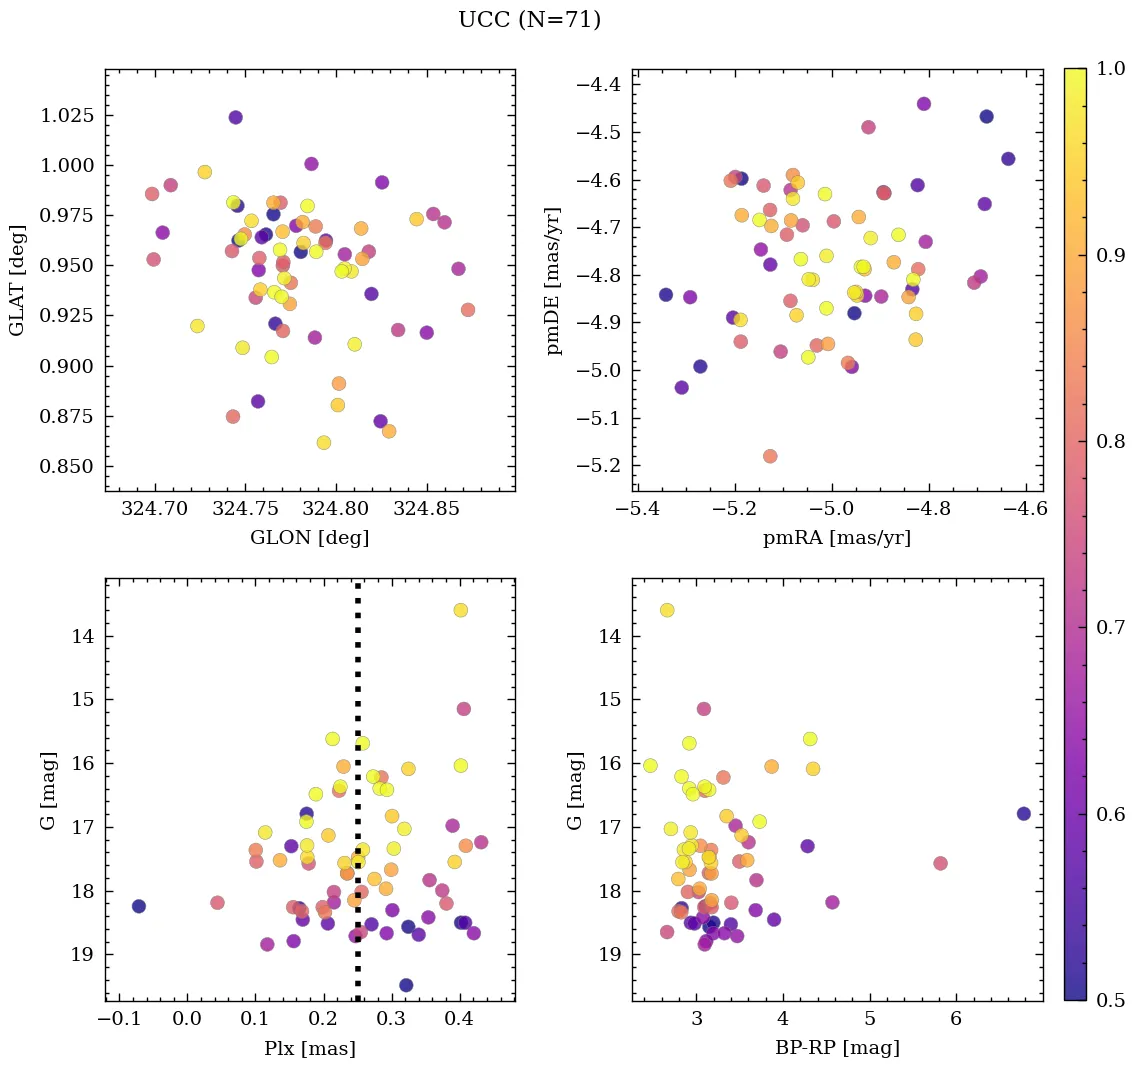 UCC (N=71)
1.025
1.000
0.975
0.950
0.925
0.900
0.875
0.850
GLAT [deg]
324.70 324.75 324.80 324.85
GLON [deg]
−4.4
−4.5
−4.6
−4.7
−4.8
−4.9
−5.0
−5.1
−5.2
pmDE [mas/yr]
−5.4 −5.2 −5.0 −4.8 −4.6
pmRA [mas/yr]
14
15
16
17
18
19
G [mag]
−0.1 0.0 0.1 0.2 0.3 0.4
Plx [mas]
14
15
16
17
18
19
G [mag]
3 4 5 6
BP-RP [mag]
1.0
0.9
0.8
0.7
0.6
0.5